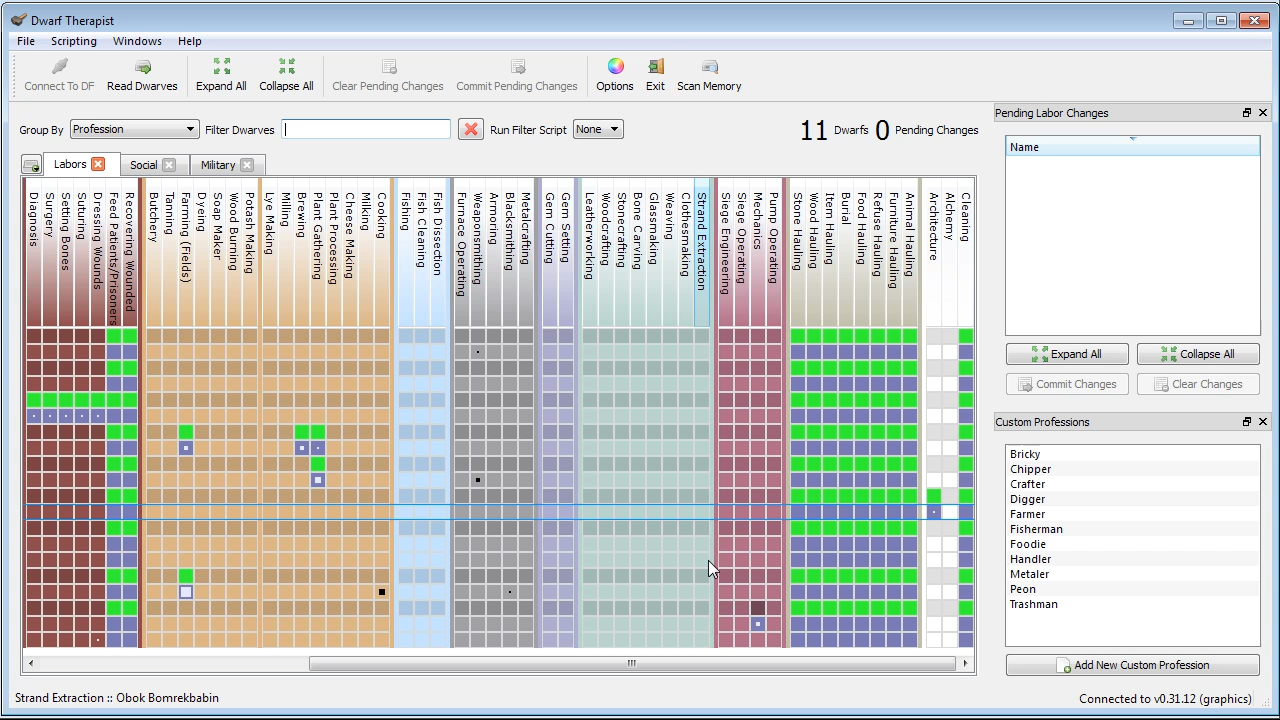 Dwarf Therapist
File Scripting Windows Help
Connect To DF Read Dwarves Expand All Collapse All Clear Pending Changes Commit Pending Changes Options Exit Scan Memory
Group By Profession Filter Dwarves Run Filter Script None 11 Dwarfs 0 Pending Changes
Labors Social Military
Diagnosis
Surgery
Setting Bones
Suturing
Dressing Wounds
Feed Patients/Prisoners
Recovering Wounded
Butchery
Tanning
Farming (Fields)
Dyeing
Soap Maker
Wood Burning
Potash Making
Lye Making
Milling
Brewing
Plant Gathering
Plant Processing
Cheese Making
Milking
Cooking
Fishing
Fish Cleaning
Fish Dissection
Furnace Operating
Weaponsmithing
Armoring
Blacksmithing
Metalcrafting
Gem Cutting
Gem Setting
Leatherworking
Woodcrafting
Stonecrafting
Bone Carving
Glassmaking
Weaving
Clothesmaking
Strand Extraction
Siege Engineering
Siege Operating
Mechanics
Pump Operating
Stone Hauling
Wood Hauling
Item Hauling
Burial
Food Hauling
Refuse Hauling
Furniture Hauling
Animal Hauling
Architecture
Alchemy
Cleaning
Pending Labor Changes
Name
Expand All Collapse All
Commit Changes Clear Changes
Custom Professions
Bricky
Chipper
Crafter
Digger
Farmer
Fisherman
Foodie
Handler
Metaler
Peon
Trashman
Add New Custom Profession
Strand Extraction :: Obok Bomrekbabin
Connected to v0.31.12 (graphics)